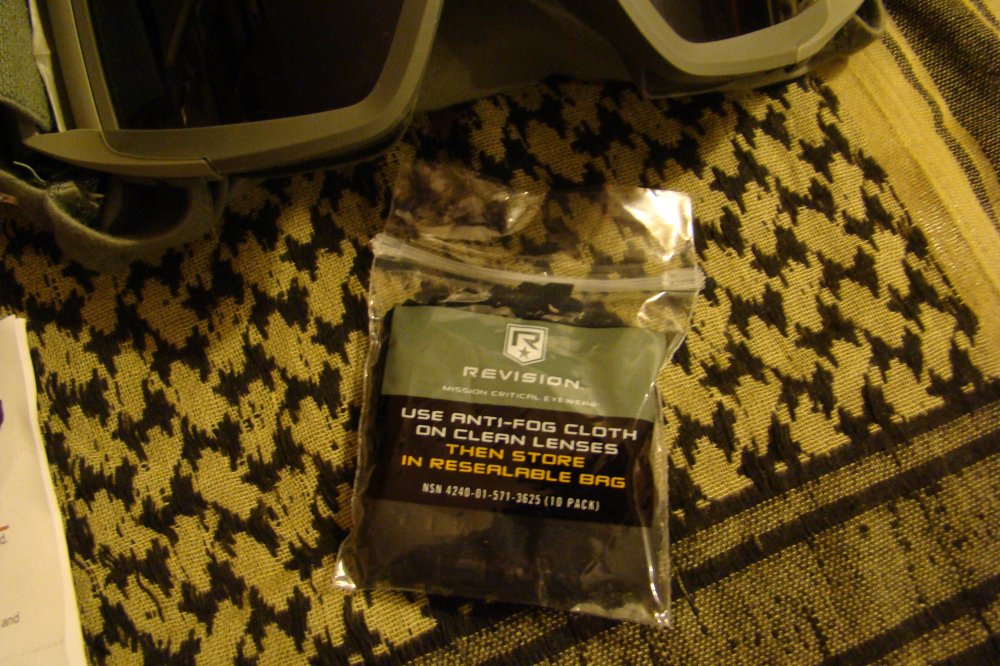 R
REVISION
MISSION CRITICAL EYEWEAR
USE ANTI-FOG CLOTH
ON CLEAN LENSES
THEN STORE
IN RESEALABLE BAG
NSN 4240-01-571-3625 (10 PACK)
d.
and